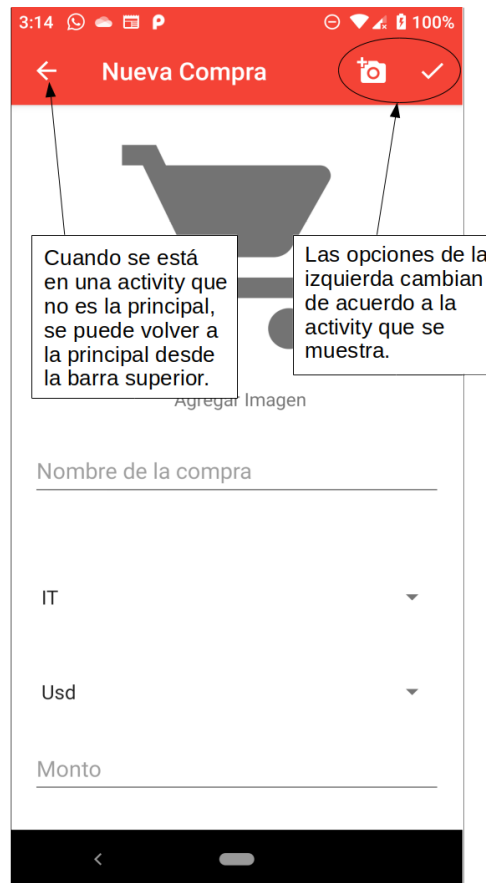 3:14 100%
Nueva Compra
Cuando se está
en una activity que
no es la principal,
se puede volver a
la principal desde
la barra superior.
Las opciones de la
izquierda cambian
de acuerdo a la
activity que se
muestra.
Agregar Imagen
Nombre de la compra
IT
Usd
Monto